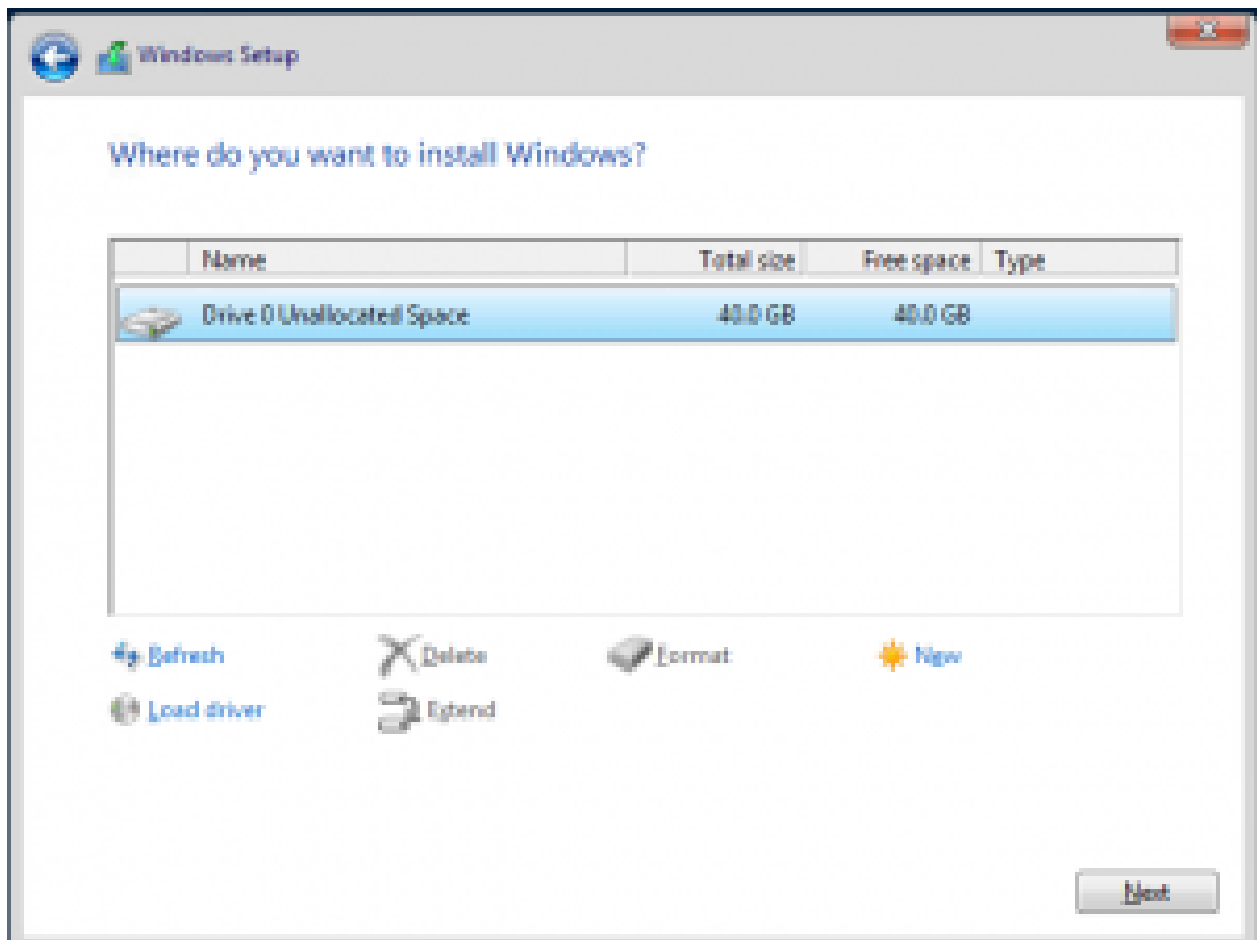 Windows Setup
Where do you want to install Windows?
Name Total size Free space Type
Drive 0 Unallocated Space 40.0 GB 40.0 GB
Refresh Delete Format New
Load driver Extend
Next